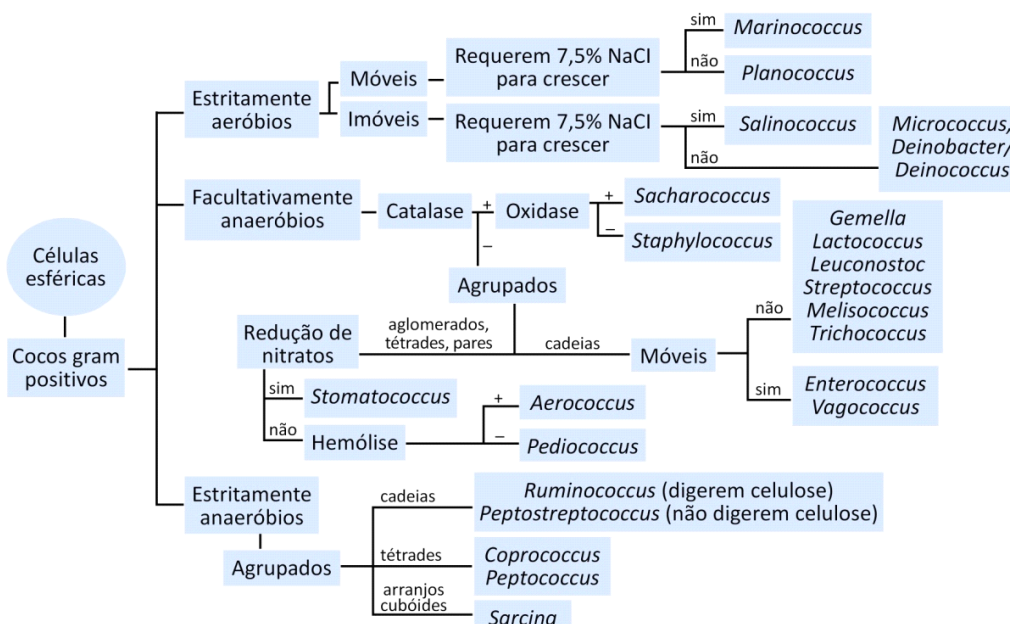 Células
esféricas
Cocos gram
positivos
Estritamente
aeróbios
Móveis
Requerem 7,5% NaCl
para crescer
sim
Marinococcus
não
Planococcus
Imóveis
Requerem 7,5% NaCl
para crescer
sim
Salinococcus
não
Micrococcus,
Deinobacter/
Deinococcus
Facultativamente
anaeróbios
Catalase
+
Oxidase
+
Sacharococcus
–
Staphylococcus
–
Agrupados
aglomerados,
tétrades, pares
Redução de
nitratos
sim
Stomatococcus
não
Hemólise
+
Aerococcus
–
Pediococcus
cadeias
Móveis
não
Gemella
Lactococcus
Leuconostoc
Streptococcus
Melisococcus
Trichococcus
sim
Enterococcus
Vagococcus
Estritamente
anaeróbios
Agrupados
cadeias
Ruminococcus (digerem celulose)
Peptostreptococcus (não digerem celulose)
tétrades
Coprococcus
Peptococcus
arranjos
cubóides
Sarcina